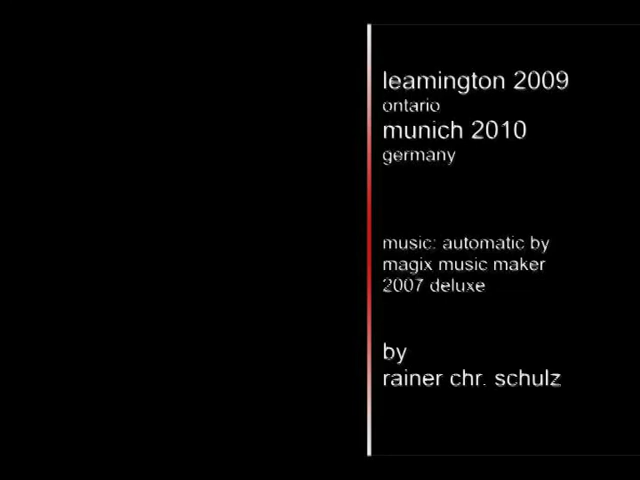 leamington 2009
ontario
munich 2010
germany
music: automatic by
magix music maker
2007 deluxe
by
rainer chr. schulz